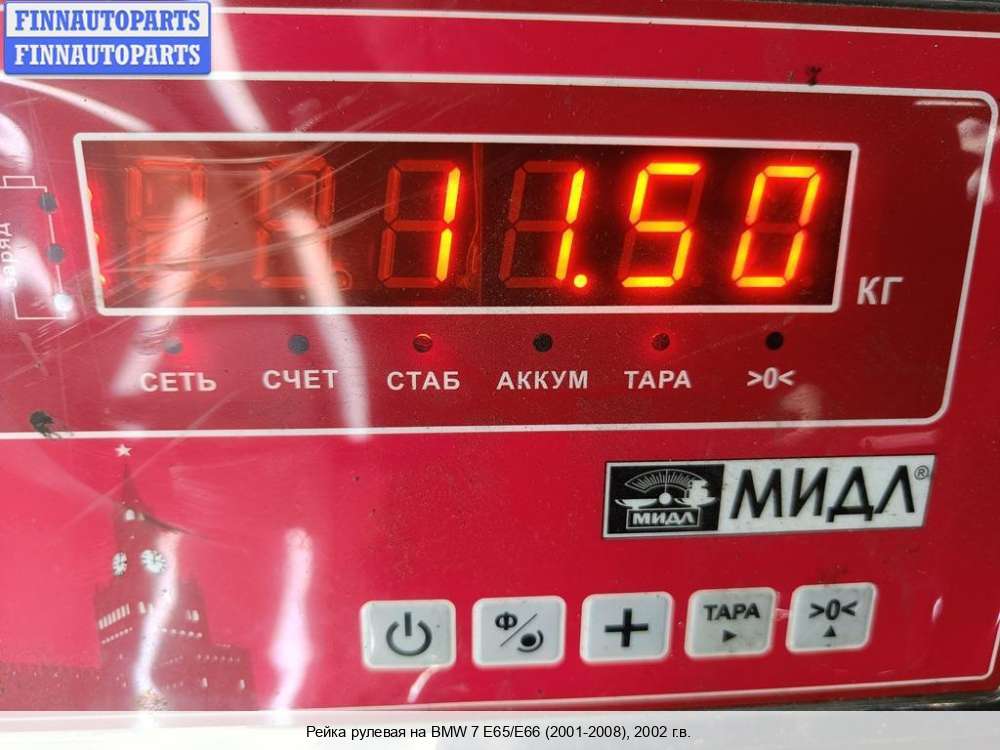 FINNAUTOPARTS
FINNAUTOPARTS
11.50
КГ
СЕТЬ СЧЕТ СТАБ АККУМ ТАРА >0<
МИДЛ
МИДЛ®
Ф
ТАРА >0<
Рейка рулевая на BMW 7 E65/E66 (2001-2008), 2002 г.в.